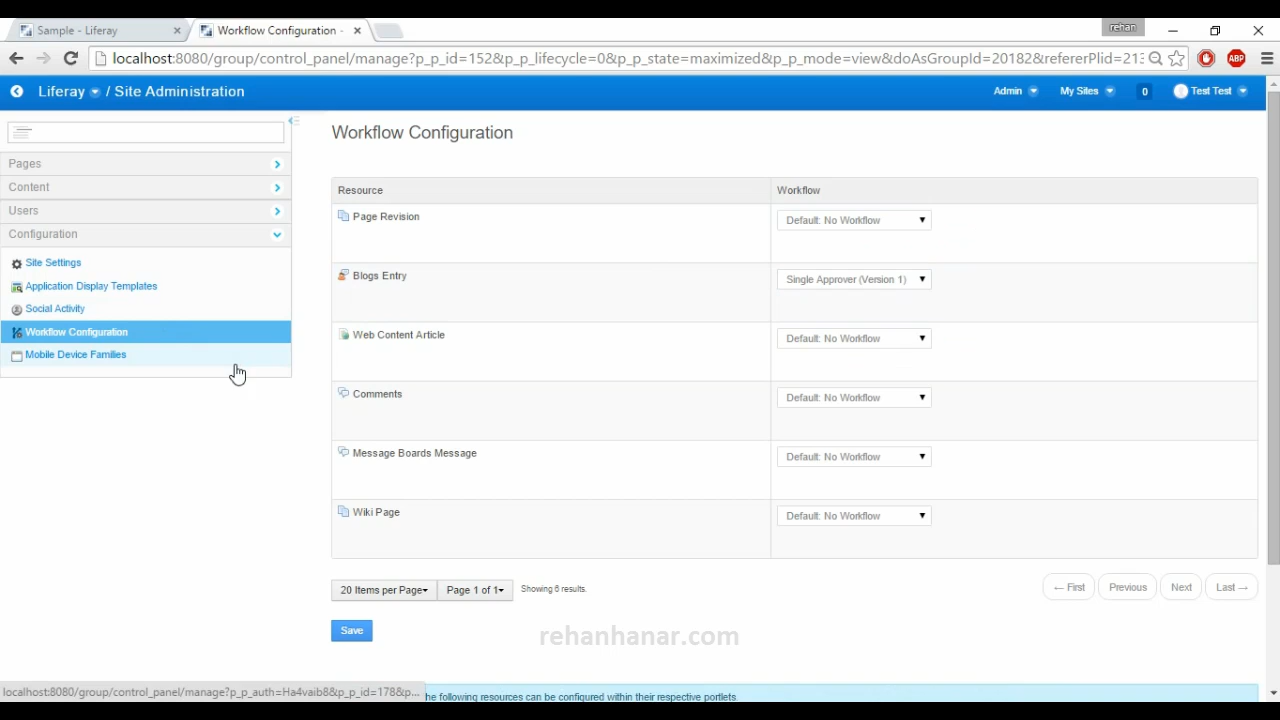 Sample - Liferay
Workflow Configuration -
rehan
localhost:8080/group/control_panel/manage?p_p_id=152&p_p_lifecycle=0&p_p_state=maximized&p_p_mode=view&doAsGroupId=20182&refererPlid=213
ABP
Liferay / Site Administration
Admin
My Sites
0
Test Test
Pages
Content
Users
Configuration
Site Settings
Application Display Templates
Social Activity
Workflow Configuration
Mobile Device Families
Workflow Configuration
Resource Workflow
Page Revision Default: No Workflow
Blogs Entry Single Approver (Version 1)
Web Content Article Default: No Workflow
Comments Default: No Workflow
Message Boards Message Default: No Workflow
Wiki Page Default: No Workflow
20 Items per Page Page 1 of 1 Showing 6 results.
← First Previous Next Last →
Save
rehanhanar.com
localhost:8080/group/control_panel/manage?p_p_auth=Ha4vaib8&p_p_id=178&p...
he following resources can be configured within their respective portlets.